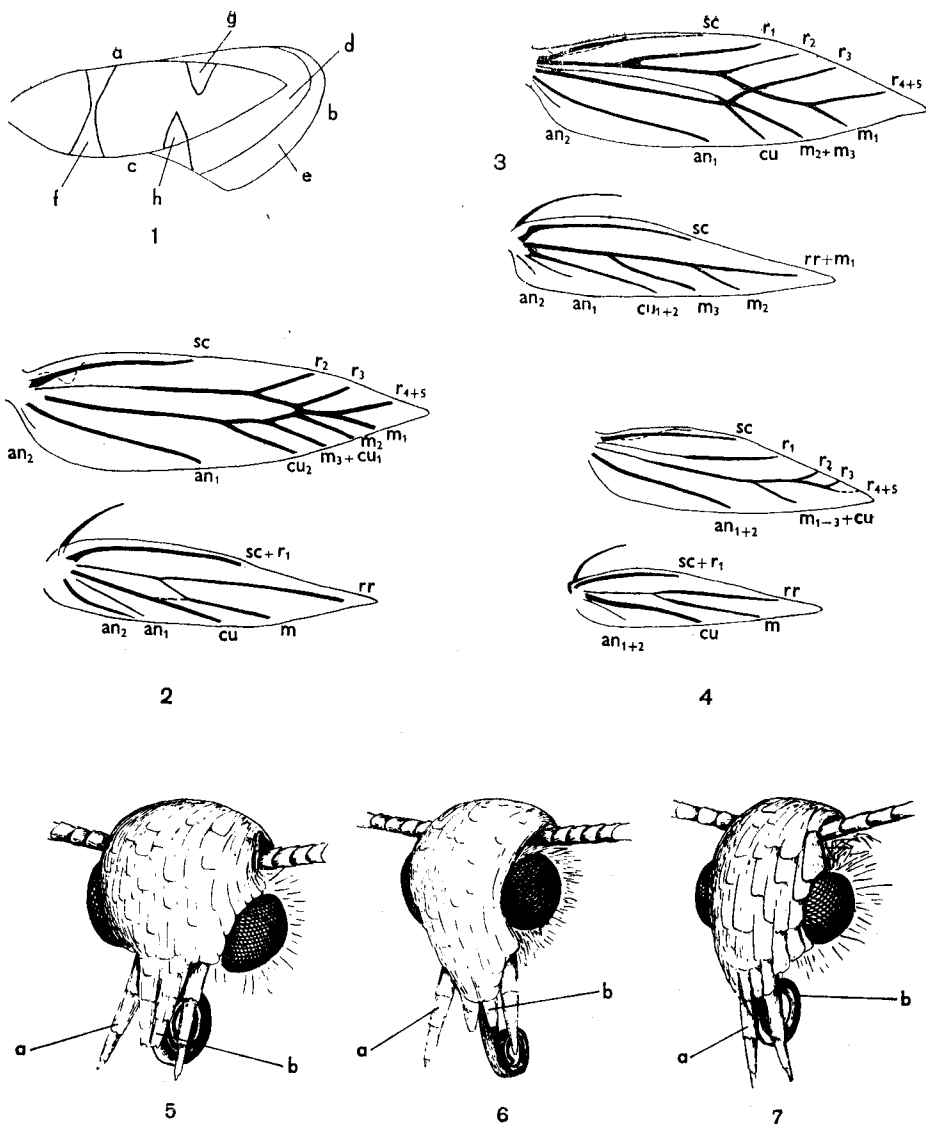 g
a
d
b
c
f
h
e
1
sc
r₁
r₂
r₃
r₄₊₅
an₂
an₁
cu
m₂+m₃
m₁
3
sc
rr+m₁
an₂
an₁
cu₁₊₂
m₃
m₂
sc
r₂
r₃
r₄₊₅
an₂
an₁
cu₂
m₃+cu₁
m₂
m₁
sc+r₁
rr
an₂
an₁
cu
m
2
sc
r₁
r₂
r₃
r₄₊₅
an₁₊₂
m₁₋₃+cu
sc+r₁
rr
an₁₊₂
cu
m
4
a
b
5
a
b
6
a
b
7